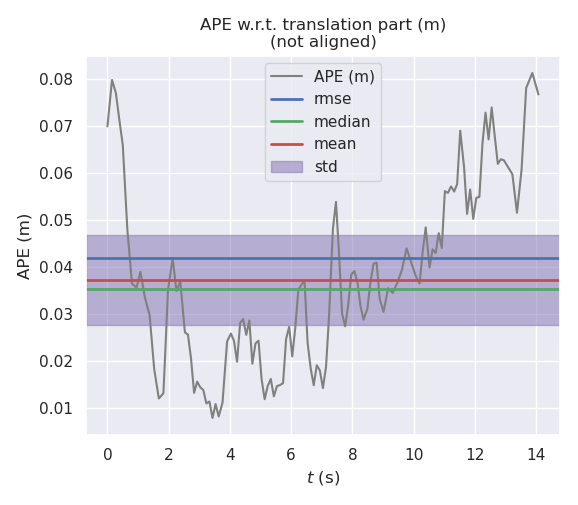 APE w.r.t. translation part (m)
(not aligned)
APE (m)
rmse
median
mean
std
0.08
0.07
0.06
0.05
0.04
0.03
0.02
0.01
APE (m)
0 2 4 6 8 10 12 14
t (s)